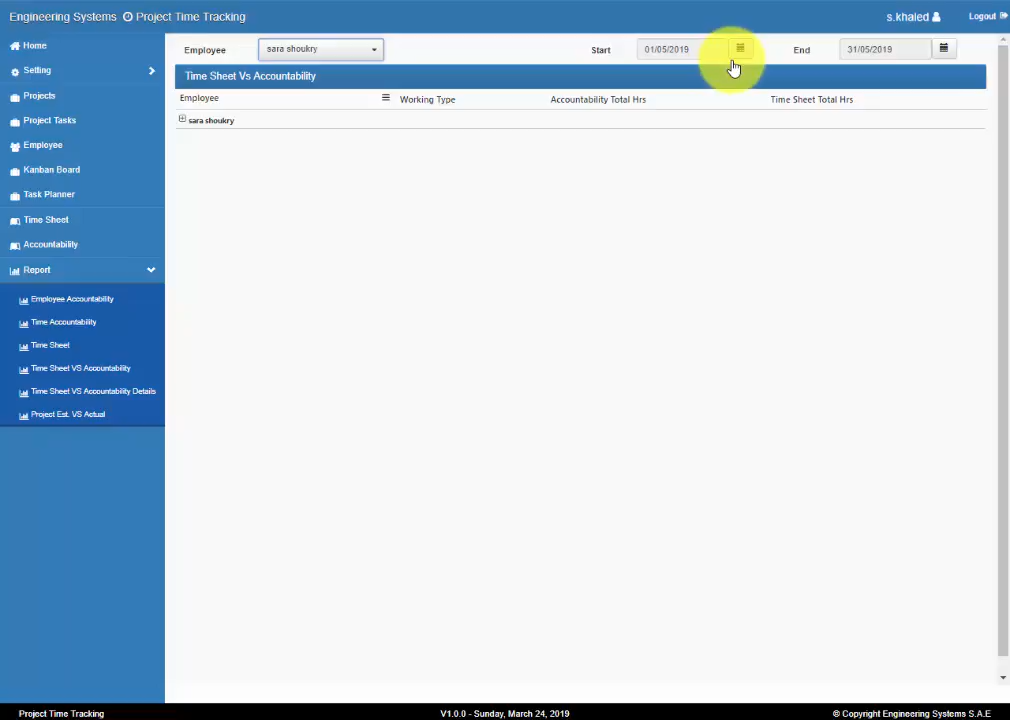 Engineering Systems Project Time Tracking
s.khaled
Logout
Home
Setting
Projects
Project Tasks
Employee
Kanban Board
Task Planner
Time Sheet
Accountability
Report
Employee Accountability
Time Accountability
Time Sheet
Time Sheet VS Accountability
Time Sheet VS Accountability Details
Project Est. VS Actual
Employee sara shoukry Start 01/05/2019 End 31/05/2019
Time Sheet Vs Accountability
Employee Working Type Accountability Total Hrs Time Sheet Total Hrs
sara shoukry
Project Time Tracking V1.0.0 - Sunday, March 24, 2019 © Copyright Engineering Systems S.A.E